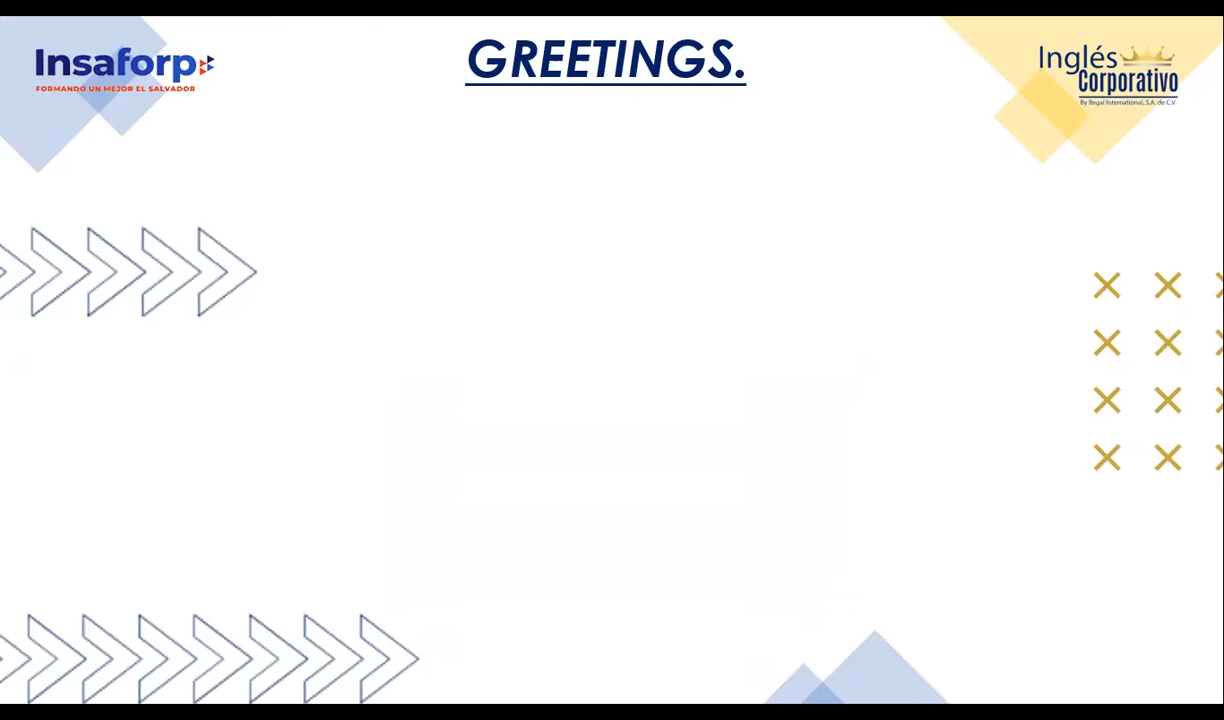 Insaforp
FORMANDO UN MEJOR EL SALVADOR
GREETINGS.
Inglés
Corporativo
By Regal International, S.A. de C.V.